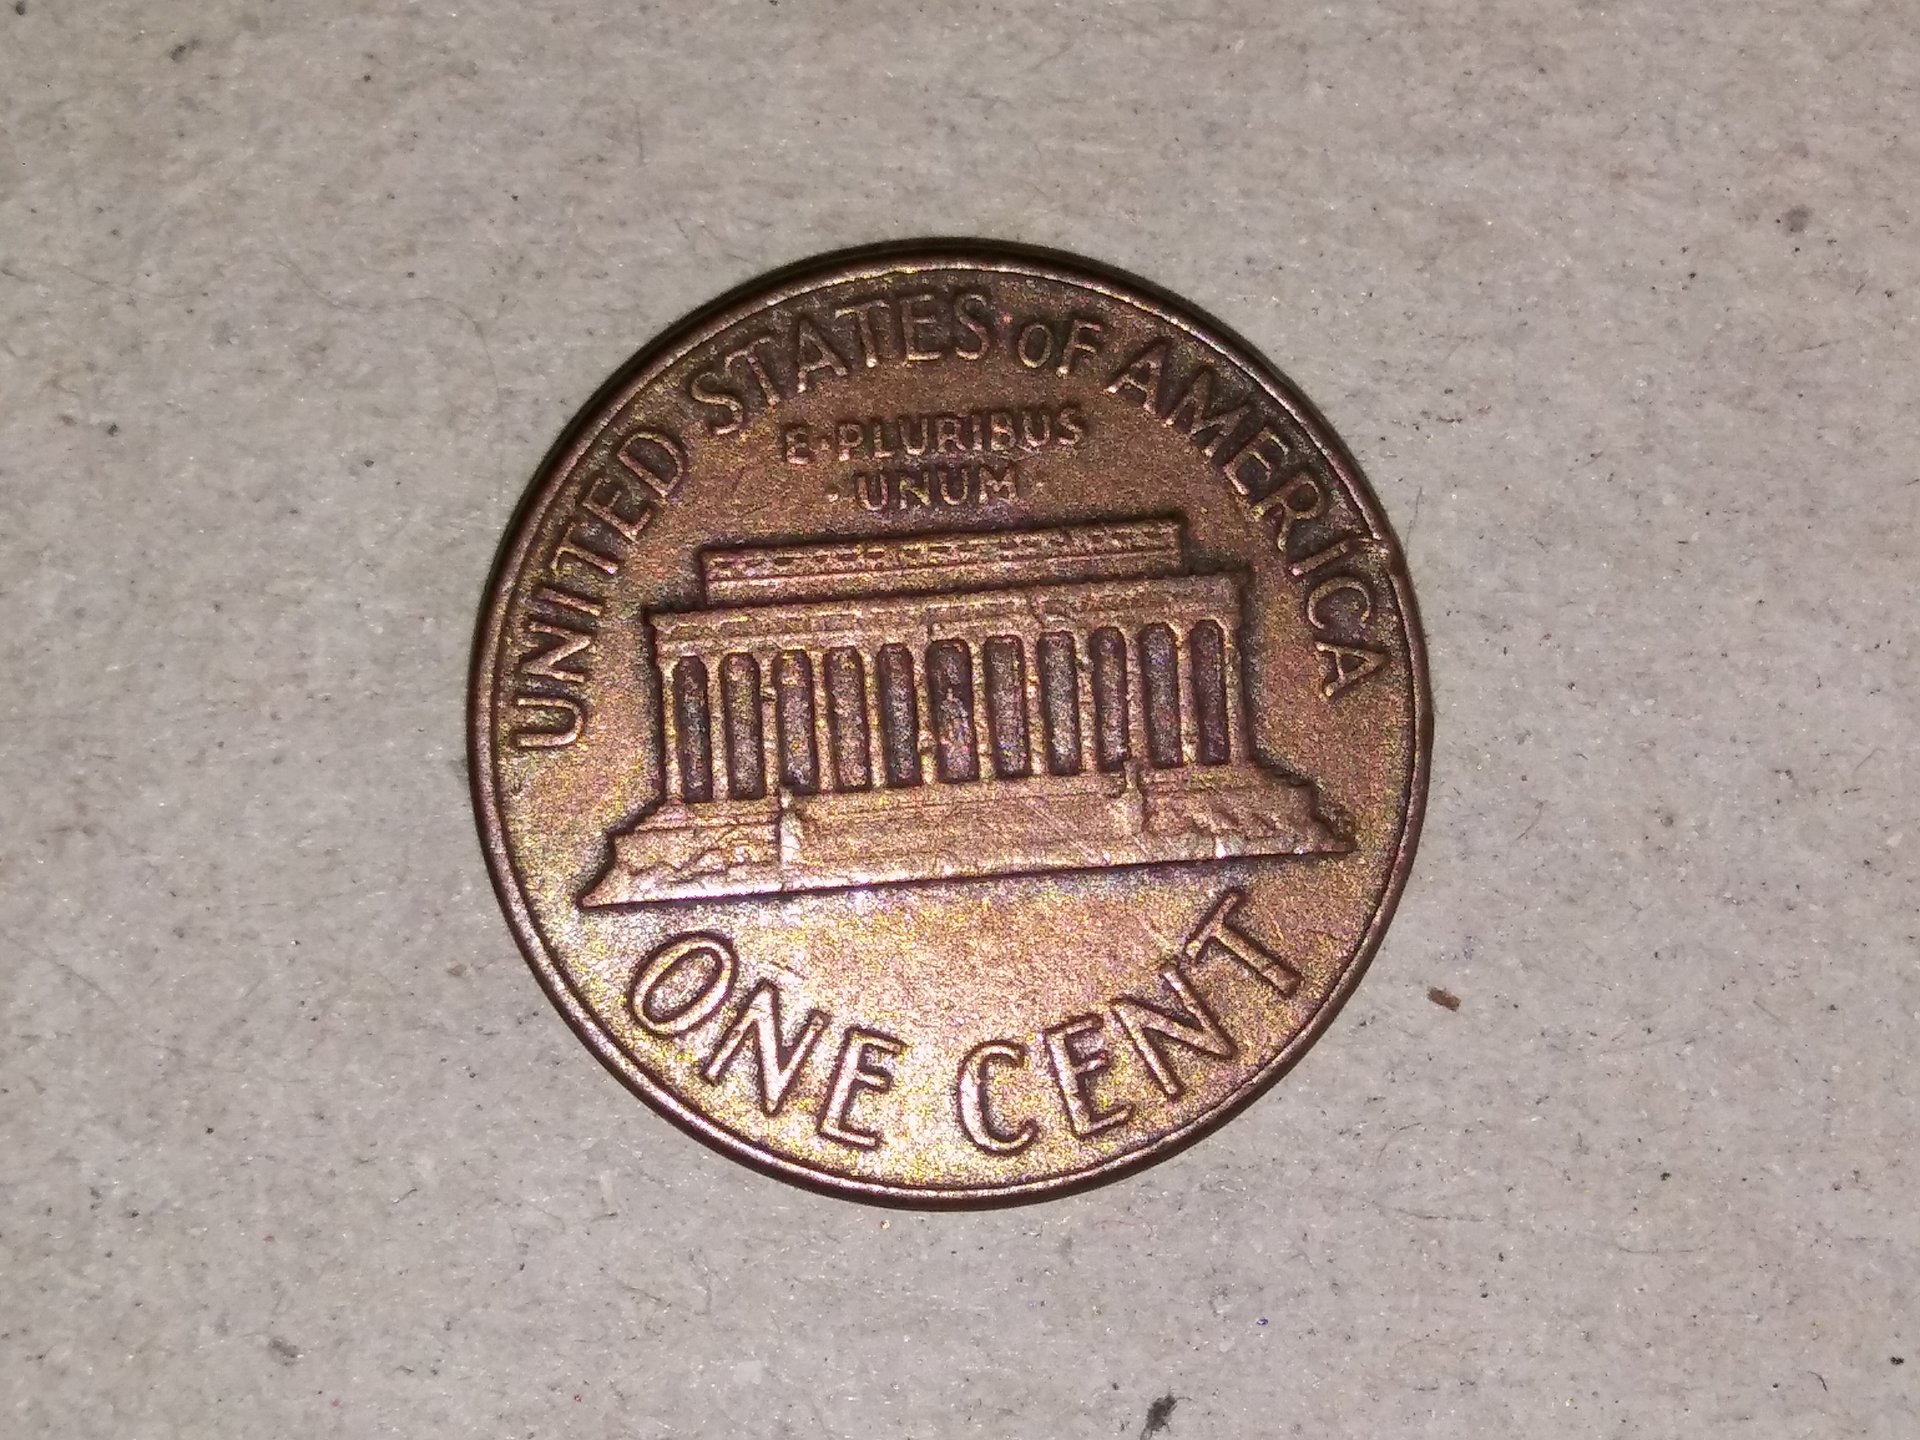 UNITED STATES OF AMERICA
E·PLURIBUS
·UNUM·
ONE CENT